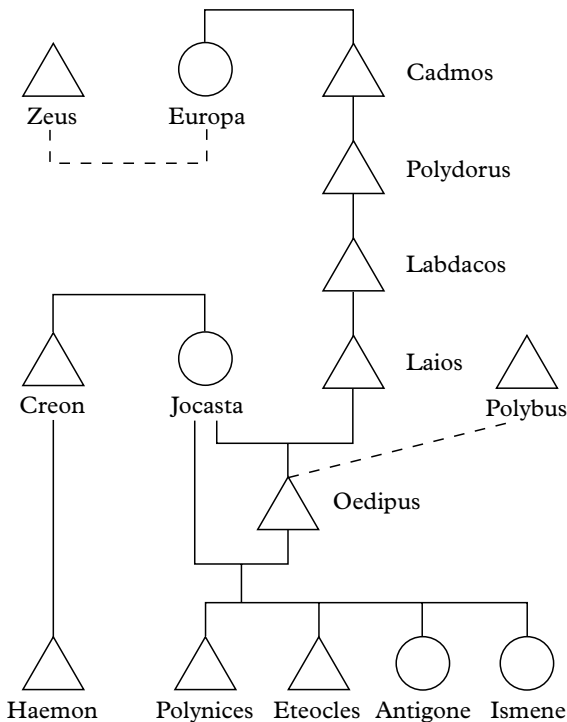 Cadmos
Zeus
Europa
Polydorus
Labdacos
Laios
Creon
Jocasta
Polybus
Oedipus
Haemon
Polynices
Eteocles
Antigone
Ismene